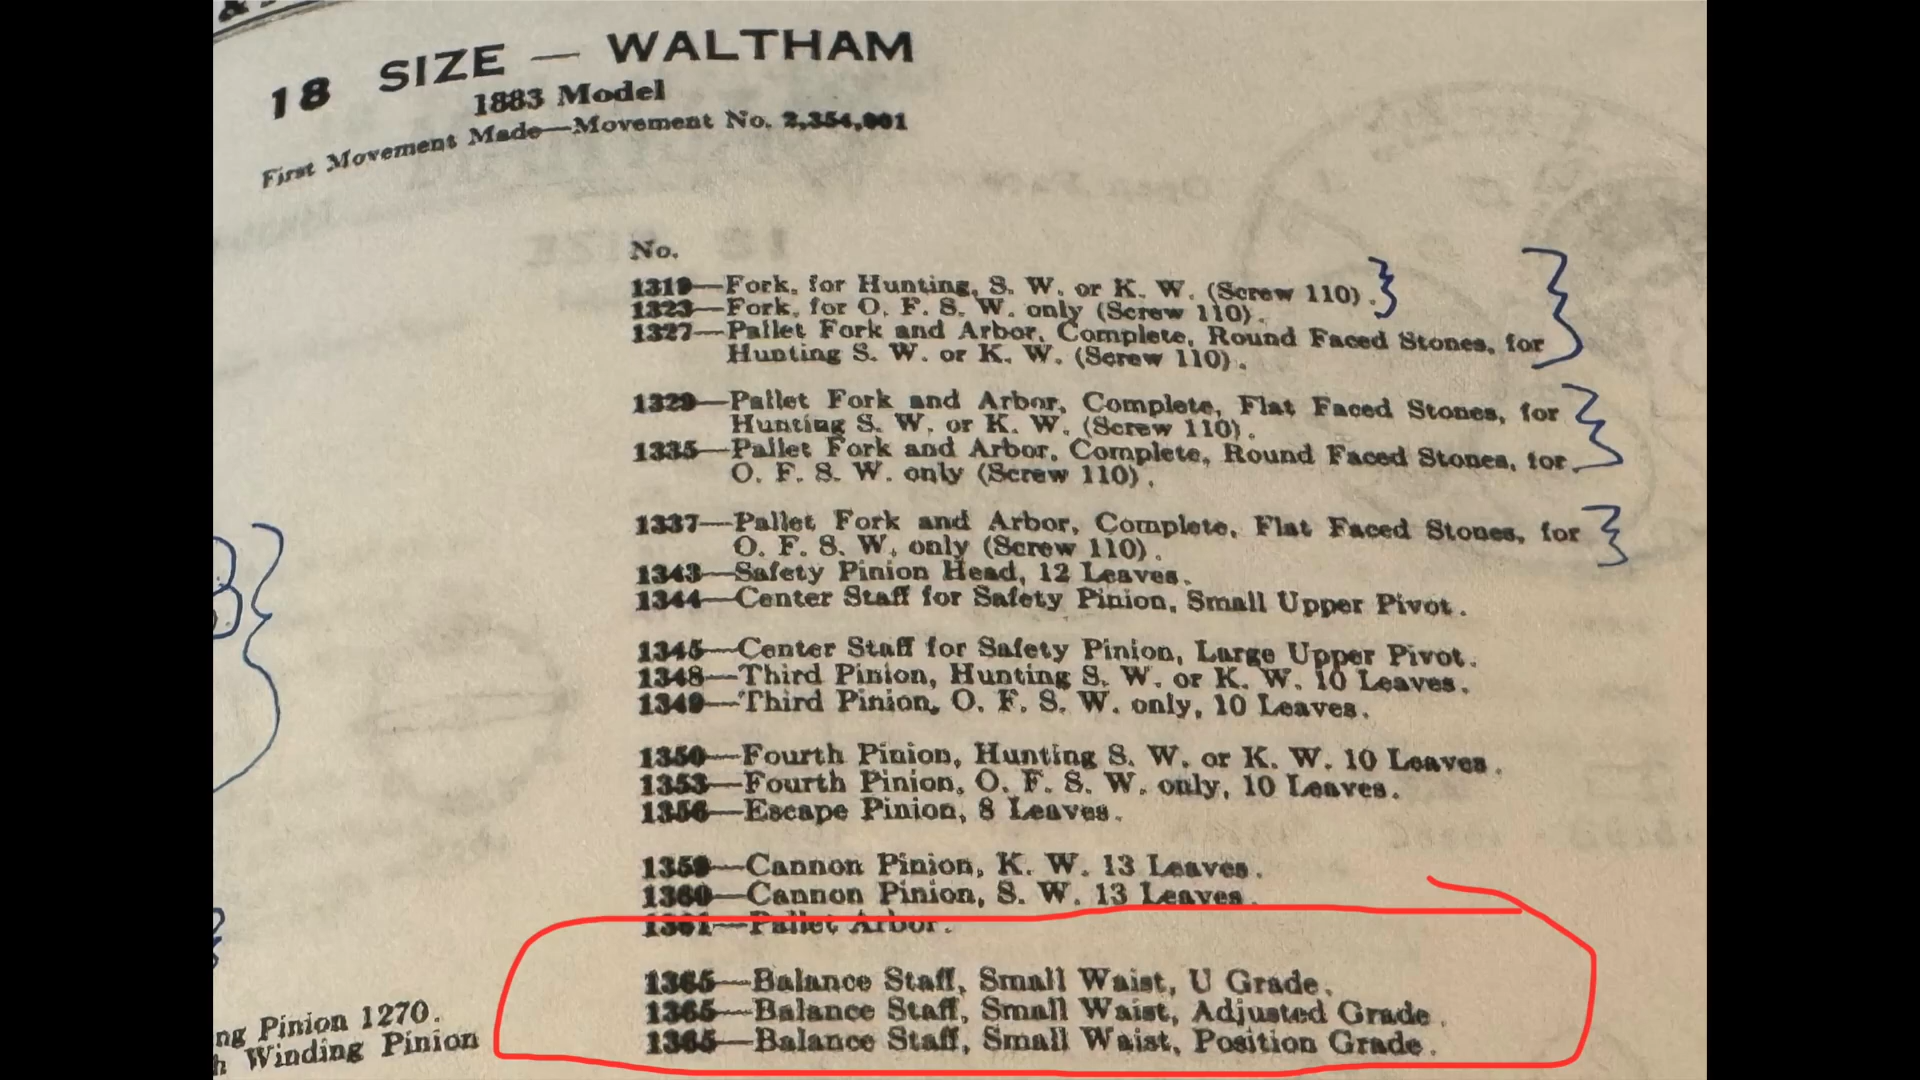 18 SIZE — WALTHAM
1883 Model
First Movement Made—Movement No. 2,354,001
No.
1319—Fork, for Hunting, S. W. or K. W. (Screw 110).
1323—Fork, for O. F. S. W. only (Screw 110).
1327—Pallet Fork and Arbor, Complete, Round Faced Stones, for
Hunting S. W. or K. W. (Screw 110).
1329—Pallet Fork and Arbor, Complete, Flat Faced Stones, for
Hunting S. W. or K. W. (Screw 110).
1335—Pallet Fork and Arbor, Complete, Round Faced Stones, for
O. F. S. W. only (Screw 110).
1337—Pallet Fork and Arbor, Complete, Flat Faced Stones, for
O. F. S. W. only (Screw 110).
1343—Safety Pinion Head, 12 Leaves.
1344—Center Staff for Safety Pinion, Small Upper Pivot.
1345—Center Staff for Safety Pinion, Large Upper Pivot.
1348—Third Pinion, Hunting S. W. or K. W. 10 Leaves.
1349—Third Pinion, O. F. S. W. only, 10 Leaves.
1350—Fourth Pinion, Hunting S. W. or K. W. 10 Leaves.
1353—Fourth Pinion, O. F. S. W. only, 10 Leaves.
1356—Escape Pinion, 8 Leaves.
1359—Cannon Pinion, K. W. 13 Leaves.
1360—Cannon Pinion, S. W. 13 Leaves.
1361—Pallet Arbor.
1365—Balance Staff, Small Waist, U Grade.
1365—Balance Staff, Small Waist, Adjusted Grade.
1365—Balance Staff, Small Waist, Position Grade.
ng Pinion 1270.
h Winding Pinion